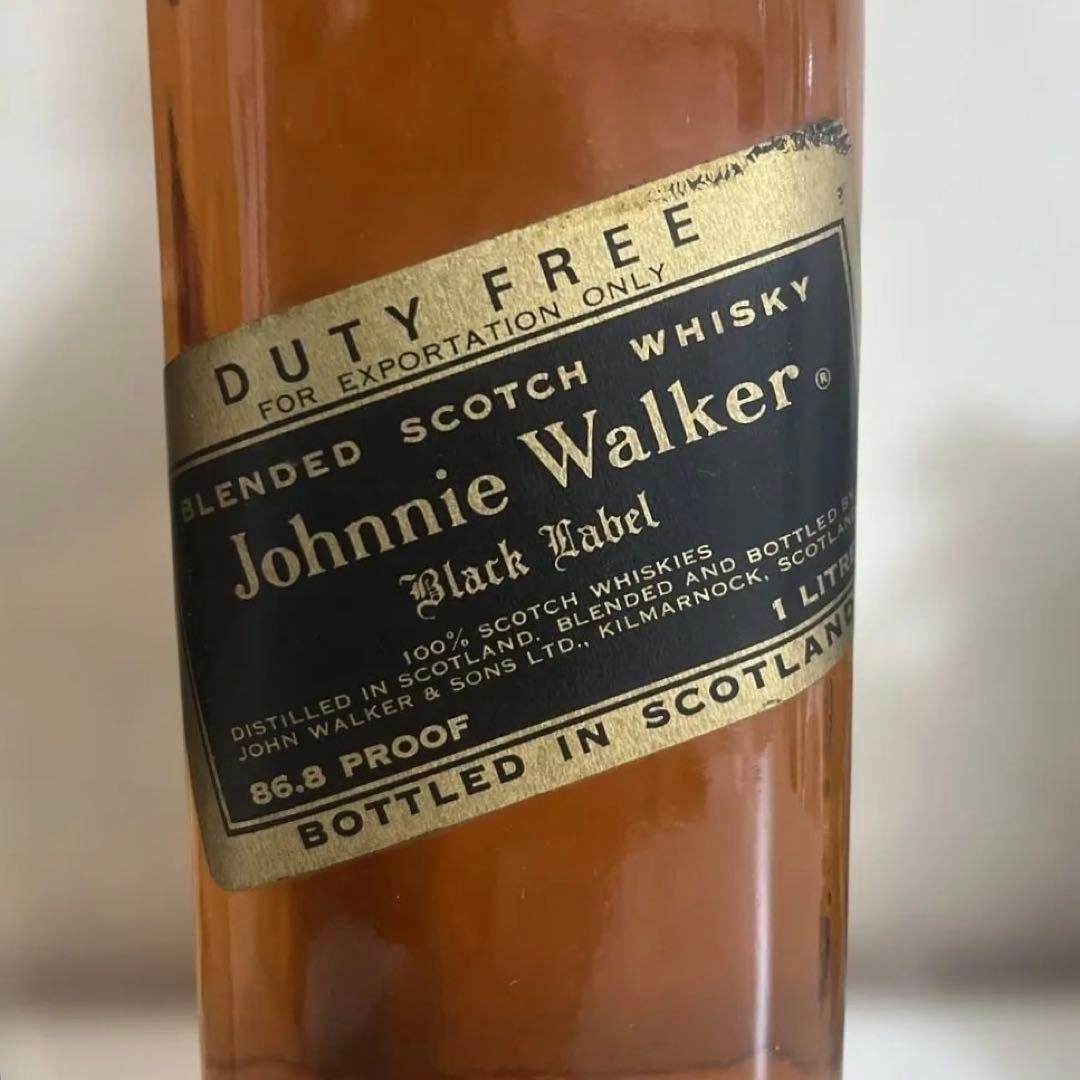 DUTY FREE
FOR EXPORTATION ONLY
BLENDED SCOTCH WHISKY
Johnnie Walker ®
Black Label
100% SCOTCH WHISKIES
DISTILLED IN SCOTLAND. BLENDED AND BOTTLED BY
JOHN WALKER & SONS LTD., KILMARNOCK, SCOTLAND
86.8 PROOF 1 LITRE
BOTTLED IN SCOTLAND